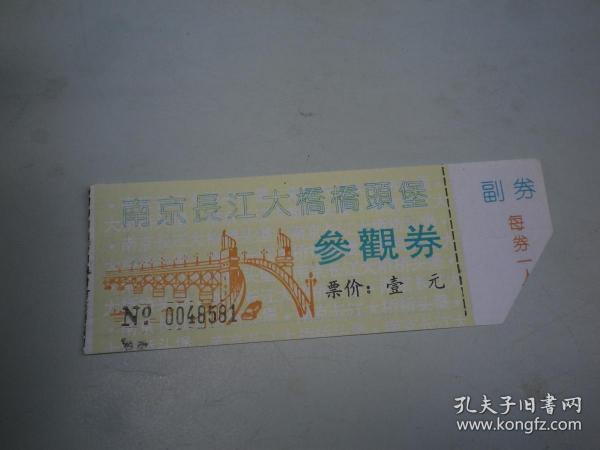 南京長江大橋橋頭堡
參觀券
票价：壹 元
№ 0048581
副券
每券一人
孔夫子旧书网
www.kongfz.com